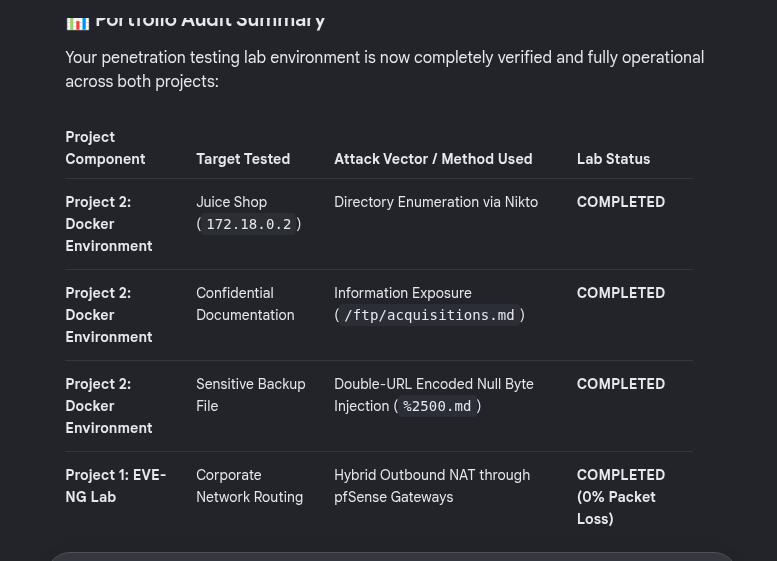 📊 Portfolio Audit Summary
Your penetration testing lab environment is now completely verified and fully operational
across both projects:
Project
Component Target Tested Attack Vector / Method Used Lab Status
Project 2: Juice Shop Directory Enumeration via Nikto COMPLETED
Docker (172.18.0.2)
Environment
Project 2: Confidential Information Exposure COMPLETED
Docker Documentation (/ftp/acquisitions.md)
Environment
Project 2: Sensitive Backup Double-URL Encoded Null Byte COMPLETED
Docker File Injection (%2500.md)
Environment
Project 1: EVE- Corporate Hybrid Outbound NAT through COMPLETED
NG Lab Network Routing pfSense Gateways (0% Packet
Loss)